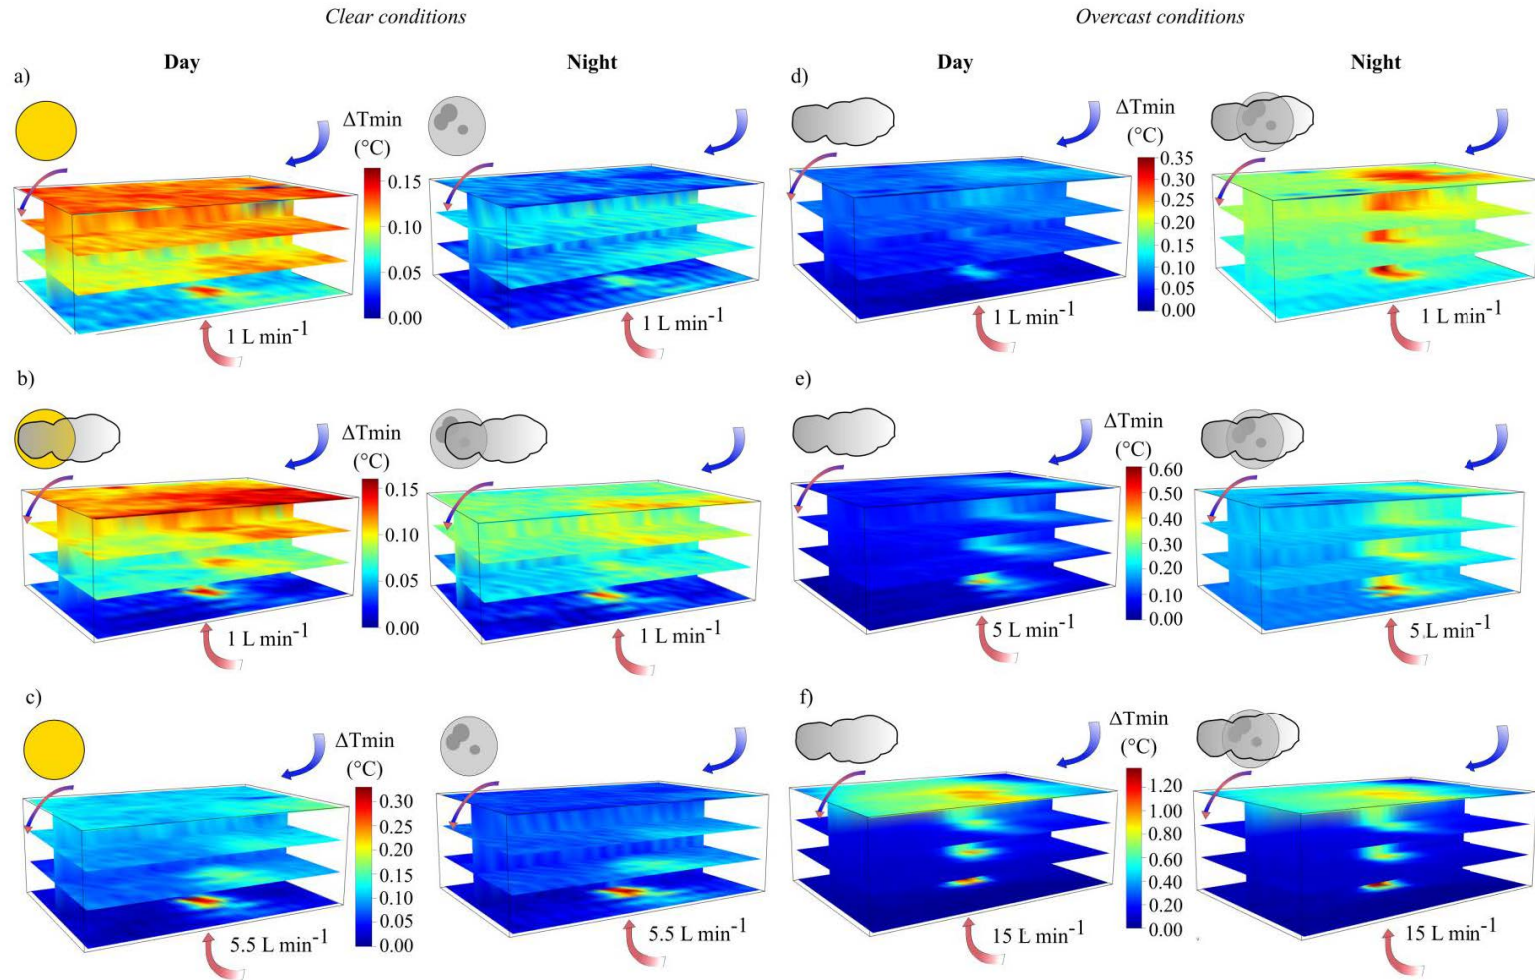 Clear conditions
Overcast conditions
Day
Night
Day
Night
a)
ΔTmin
(°C)
0.15
0.10
0.05
0.00
1 L min-1
1 L min-1
d)
ΔTmin
(°C)
0.35
0.30
0.25
0.20
0.15
0.10
0.05
0.00
1 L min-1
1 L min-1
b)
ΔTmin
(°C)
0.15
0.10
0.05
0.00
1 L min-1
1 L min-1
e)
ΔTmin
(°C)
0.60
0.50
0.40
0.30
0.20
0.10
0.00
5 L min-1
5 L min-1
c)
ΔTmin
(°C)
0.30
0.25
0.20
0.15
0.10
0.05
0.00
5.5 L min-1
5.5 L min-1
f)
ΔTmin
(°C)
1.20
1.00
0.80
0.60
0.40
0.20
0.00
15 L min-1
15 L min-1